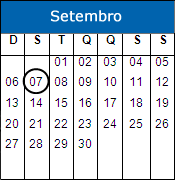 Setembro
D S T Q Q S S
01 02 03 04 05
06 07 08 09 10 11 12
13 14 15 16 17 18 19
20 21 22 23 24 25 26
27 28 29 30